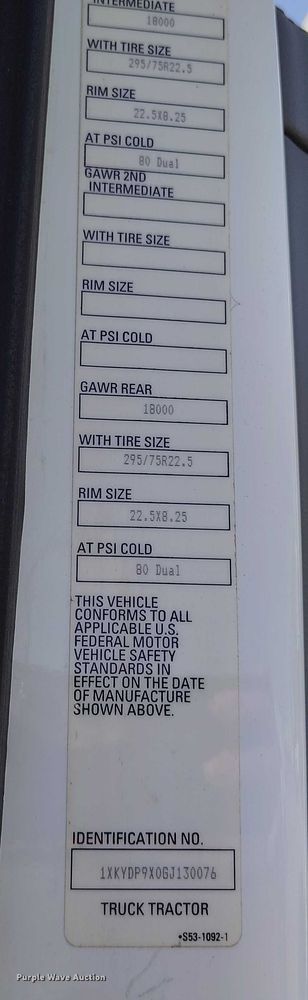 INTERMEDIATE
18000
WITH TIRE SIZE
295/75R22.5
RIM SIZE
22.5X8.25
AT PSI COLD
80 Dual
GAWR 2ND
INTERMEDIATE
WITH TIRE SIZE
RIM SIZE
AT PSI COLD
GAWR REAR
18000
WITH TIRE SIZE
295/75R22.5
RIM SIZE
22.5X8.25
AT PSI COLD
80 Dual
THIS VEHICLE
CONFORMS TO ALL
APPLICABLE U.S.
FEDERAL MOTOR
VEHICLE SAFETY
STANDARDS IN
EFFECT ON THE DATE
OF MANUFACTURE
SHOWN ABOVE.
IDENTIFICATION NO.
1XKYDP9X0GJ130076
TRUCK TRACTOR
•S53-1092-1
Purple Wave Auction